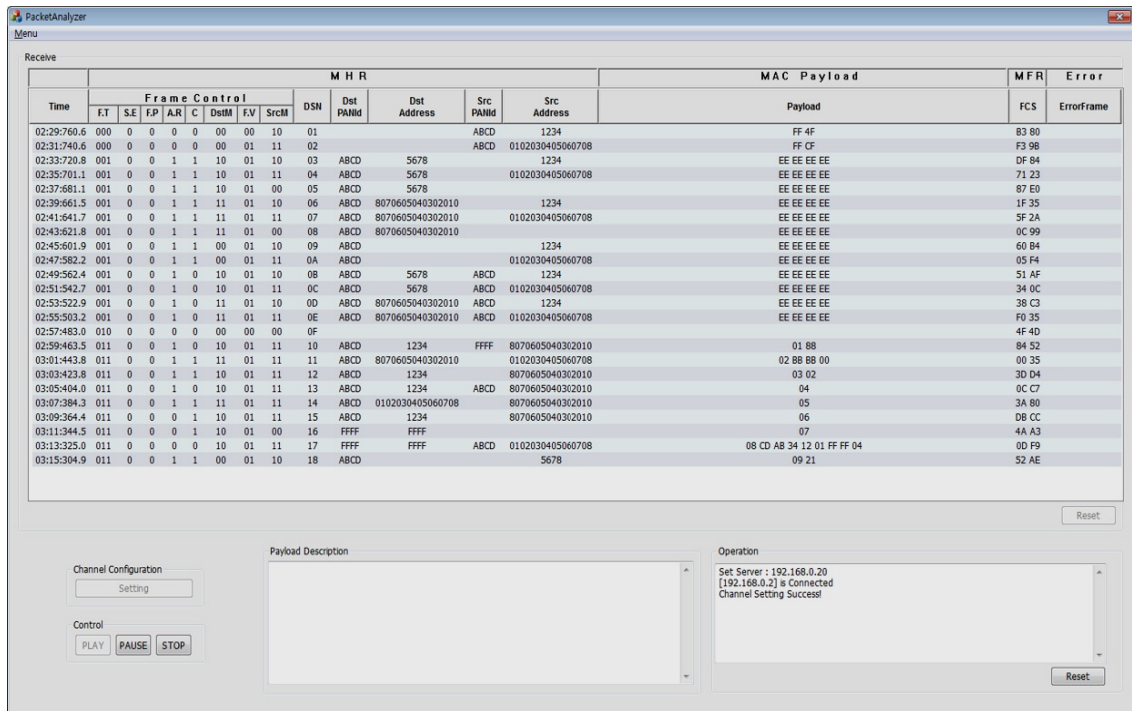 PacketAnalyzer
Menu
Receive
M H R MAC Payload MFR Error
Time Frame Control DSN Dst PANId Dst Address Src PANId Src Address Payload FCS ErrorFrame
F.T S.E F.P A.R C DstM F.V SrcM
02:29:760.6 000 0 0 0 0 00 00 10 01 ABCD 1234 FF 4F B3 80
02:31:740.6 000 0 0 0 0 00 01 11 02 ABCD 0102030405060708 FF CF F3 9B
02:33:720.8 001 0 0 1 1 10 01 10 03 ABCD 5678 1234 EE EE EE EE DF 84
02:35:701.1 001 0 0 1 1 10 01 11 04 ABCD 5678 0102030405060708 EE EE EE EE 71 23
02:37:681.1 001 0 0 1 1 10 01 00 05 ABCD 5678 EE EE EE EE 87 E0
02:39:661.5 001 0 0 1 1 11 01 10 06 ABCD 8070605040302010 1234 EE EE EE EE 1F 35
02:41:641.7 001 0 0 1 1 11 01 11 07 ABCD 8070605040302010 0102030405060708 EE EE EE EE 5F 2A
02:43:621.8 001 0 0 1 1 11 01 00 08 ABCD 8070605040302010 EE EE EE EE 0C 99
02:45:601.9 001 0 0 1 1 00 01 10 09 ABCD 1234 EE EE EE EE 60 B4
02:47:582.2 001 0 0 1 1 00 01 11 0A ABCD 0102030405060708 EE EE EE EE 05 F4
02:49:562.4 001 0 0 1 0 10 01 10 0B ABCD 5678 ABCD 1234 EE EE EE EE 51 AF
02:51:542.7 001 0 0 1 0 10 01 11 0C ABCD 5678 ABCD 0102030405060708 EE EE EE EE 34 0C
02:53:522.9 001 0 0 1 0 11 01 10 0D ABCD 8070605040302010 ABCD 1234 EE EE EE EE 38 C3
02:55:503.2 001 0 0 1 0 11 01 11 0E ABCD 8070605040302010 ABCD 0102030405060708 EE EE EE EE F0 35
02:57:483.0 010 0 0 0 0 00 00 00 0F 4F 4D
02:59:463.5 011 0 0 1 0 10 01 11 10 ABCD 1234 FFFF 8070605040302010 01 88 84 52
03:01:443.8 011 0 0 1 1 11 01 11 11 ABCD 8070605040302010 0102030405060708 02 BB BB 00 00 35
03:03:423.8 011 0 0 1 1 10 01 11 12 ABCD 1234 8070605040302010 03 02 3D D4
03:05:404.0 011 0 0 1 0 10 01 11 13 ABCD 1234 ABCD 8070605040302010 04 0C C7
03:07:384.3 011 0 0 1 1 11 01 11 14 ABCD 0102030405060708 8070605040302010 05 3A 80
03:09:364.4 011 0 0 0 1 10 01 11 15 ABCD 1234 8070605040302010 06 DB CC
03:11:344.5 011 0 0 0 1 10 01 00 16 FFFF FFFF 07 4A A3
03:13:325.0 011 0 0 0 0 10 01 11 17 FFFF FFFF ABCD 0102030405060708 08 CD AB 34 12 01 FF FF 04 0D F9
03:15:304.9 011 0 0 1 1 00 01 10 18 ABCD 5678 09 21 52 AE
Reset
Channel Configuration
Setting
Control
PLAY PAUSE STOP
Payload Description
Operation
Set Server : 192.168.0.20
[192.168.0.2] is Connected
Channel Setting Success!
Reset